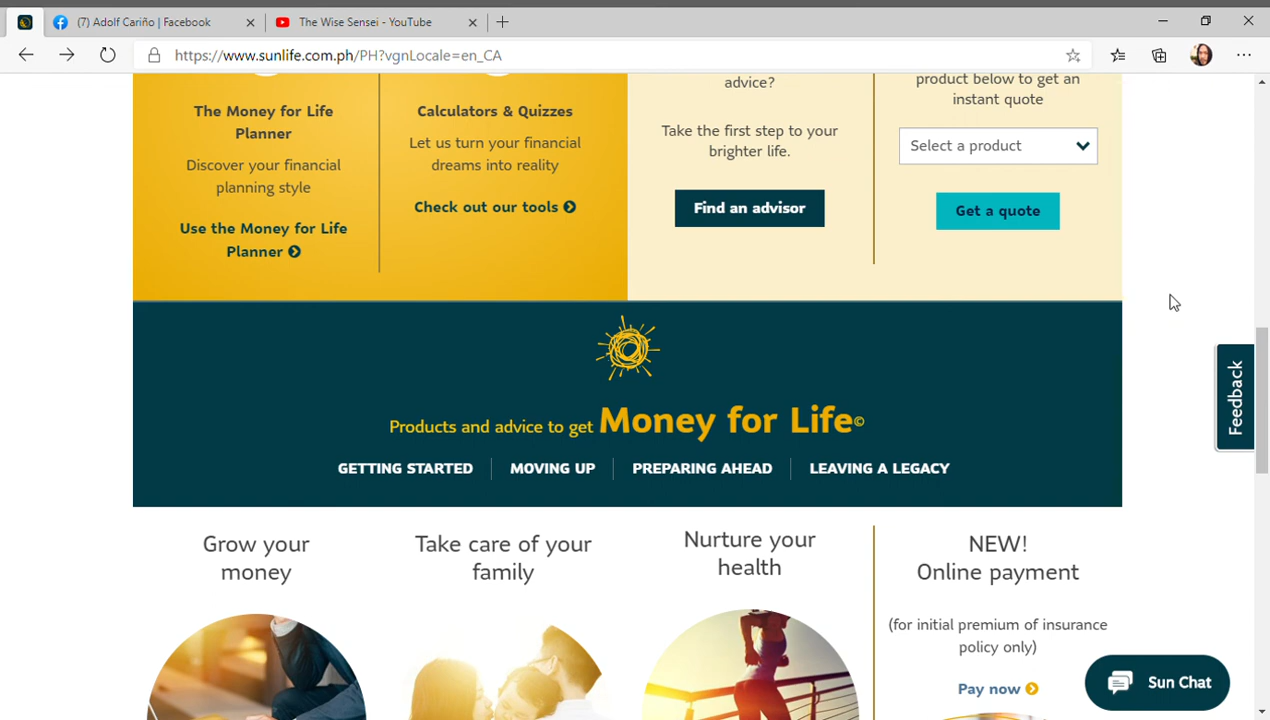 (7) Adolf Cariño | Facebook
The Wise Sensei - YouTube
https://www.sunlife.com.ph/PH?vgnLocale=en_CA
The Money for Life
Planner
Discover your financial
planning style
Use the Money for Life
Planner
Calculators & Quizzes
Let us turn your financial
dreams into reality
Check out our tools
advice?
Take the first step to your
brighter life.
Find an advisor
product below to get an
instant quote
Select a product
Get a quote
Feedback
Products and advice to get Money for Life©
GETTING STARTED
MOVING UP
PREPARING AHEAD
LEAVING A LEGACY
Grow your
money
Take care of your
family
Nurture your
health
NEW!
Online payment
(for initial premium of insurance
policy only)
Pay now
Sun Chat